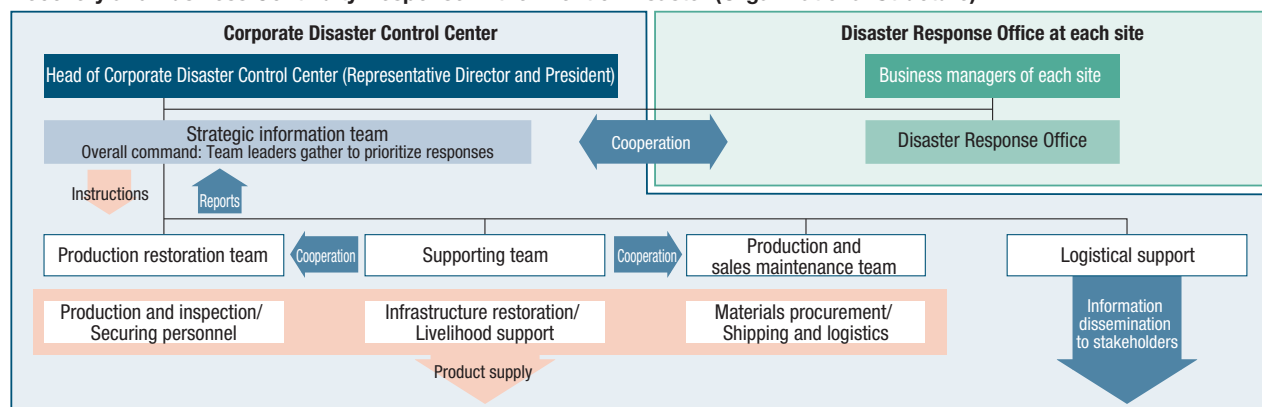 Corporate Disaster Control Center
Disaster Response Office at each site
Head of Corporate Disaster Control Center (Representative Director and President)
Business managers of each site
Strategic information team
Overall command: Team leaders gather to prioritize responses
Cooperation
Disaster Response Office
Instructions
Reports
Production restoration team
Cooperation
Supporting team
Cooperation
Production and
sales maintenance team
Logistical support
Production and inspection/
Securing personnel
Infrastructure restoration/
Livelihood support
Materials procurement/
Shipping and logistics
Information
dissemination
to stakeholders
Product supply